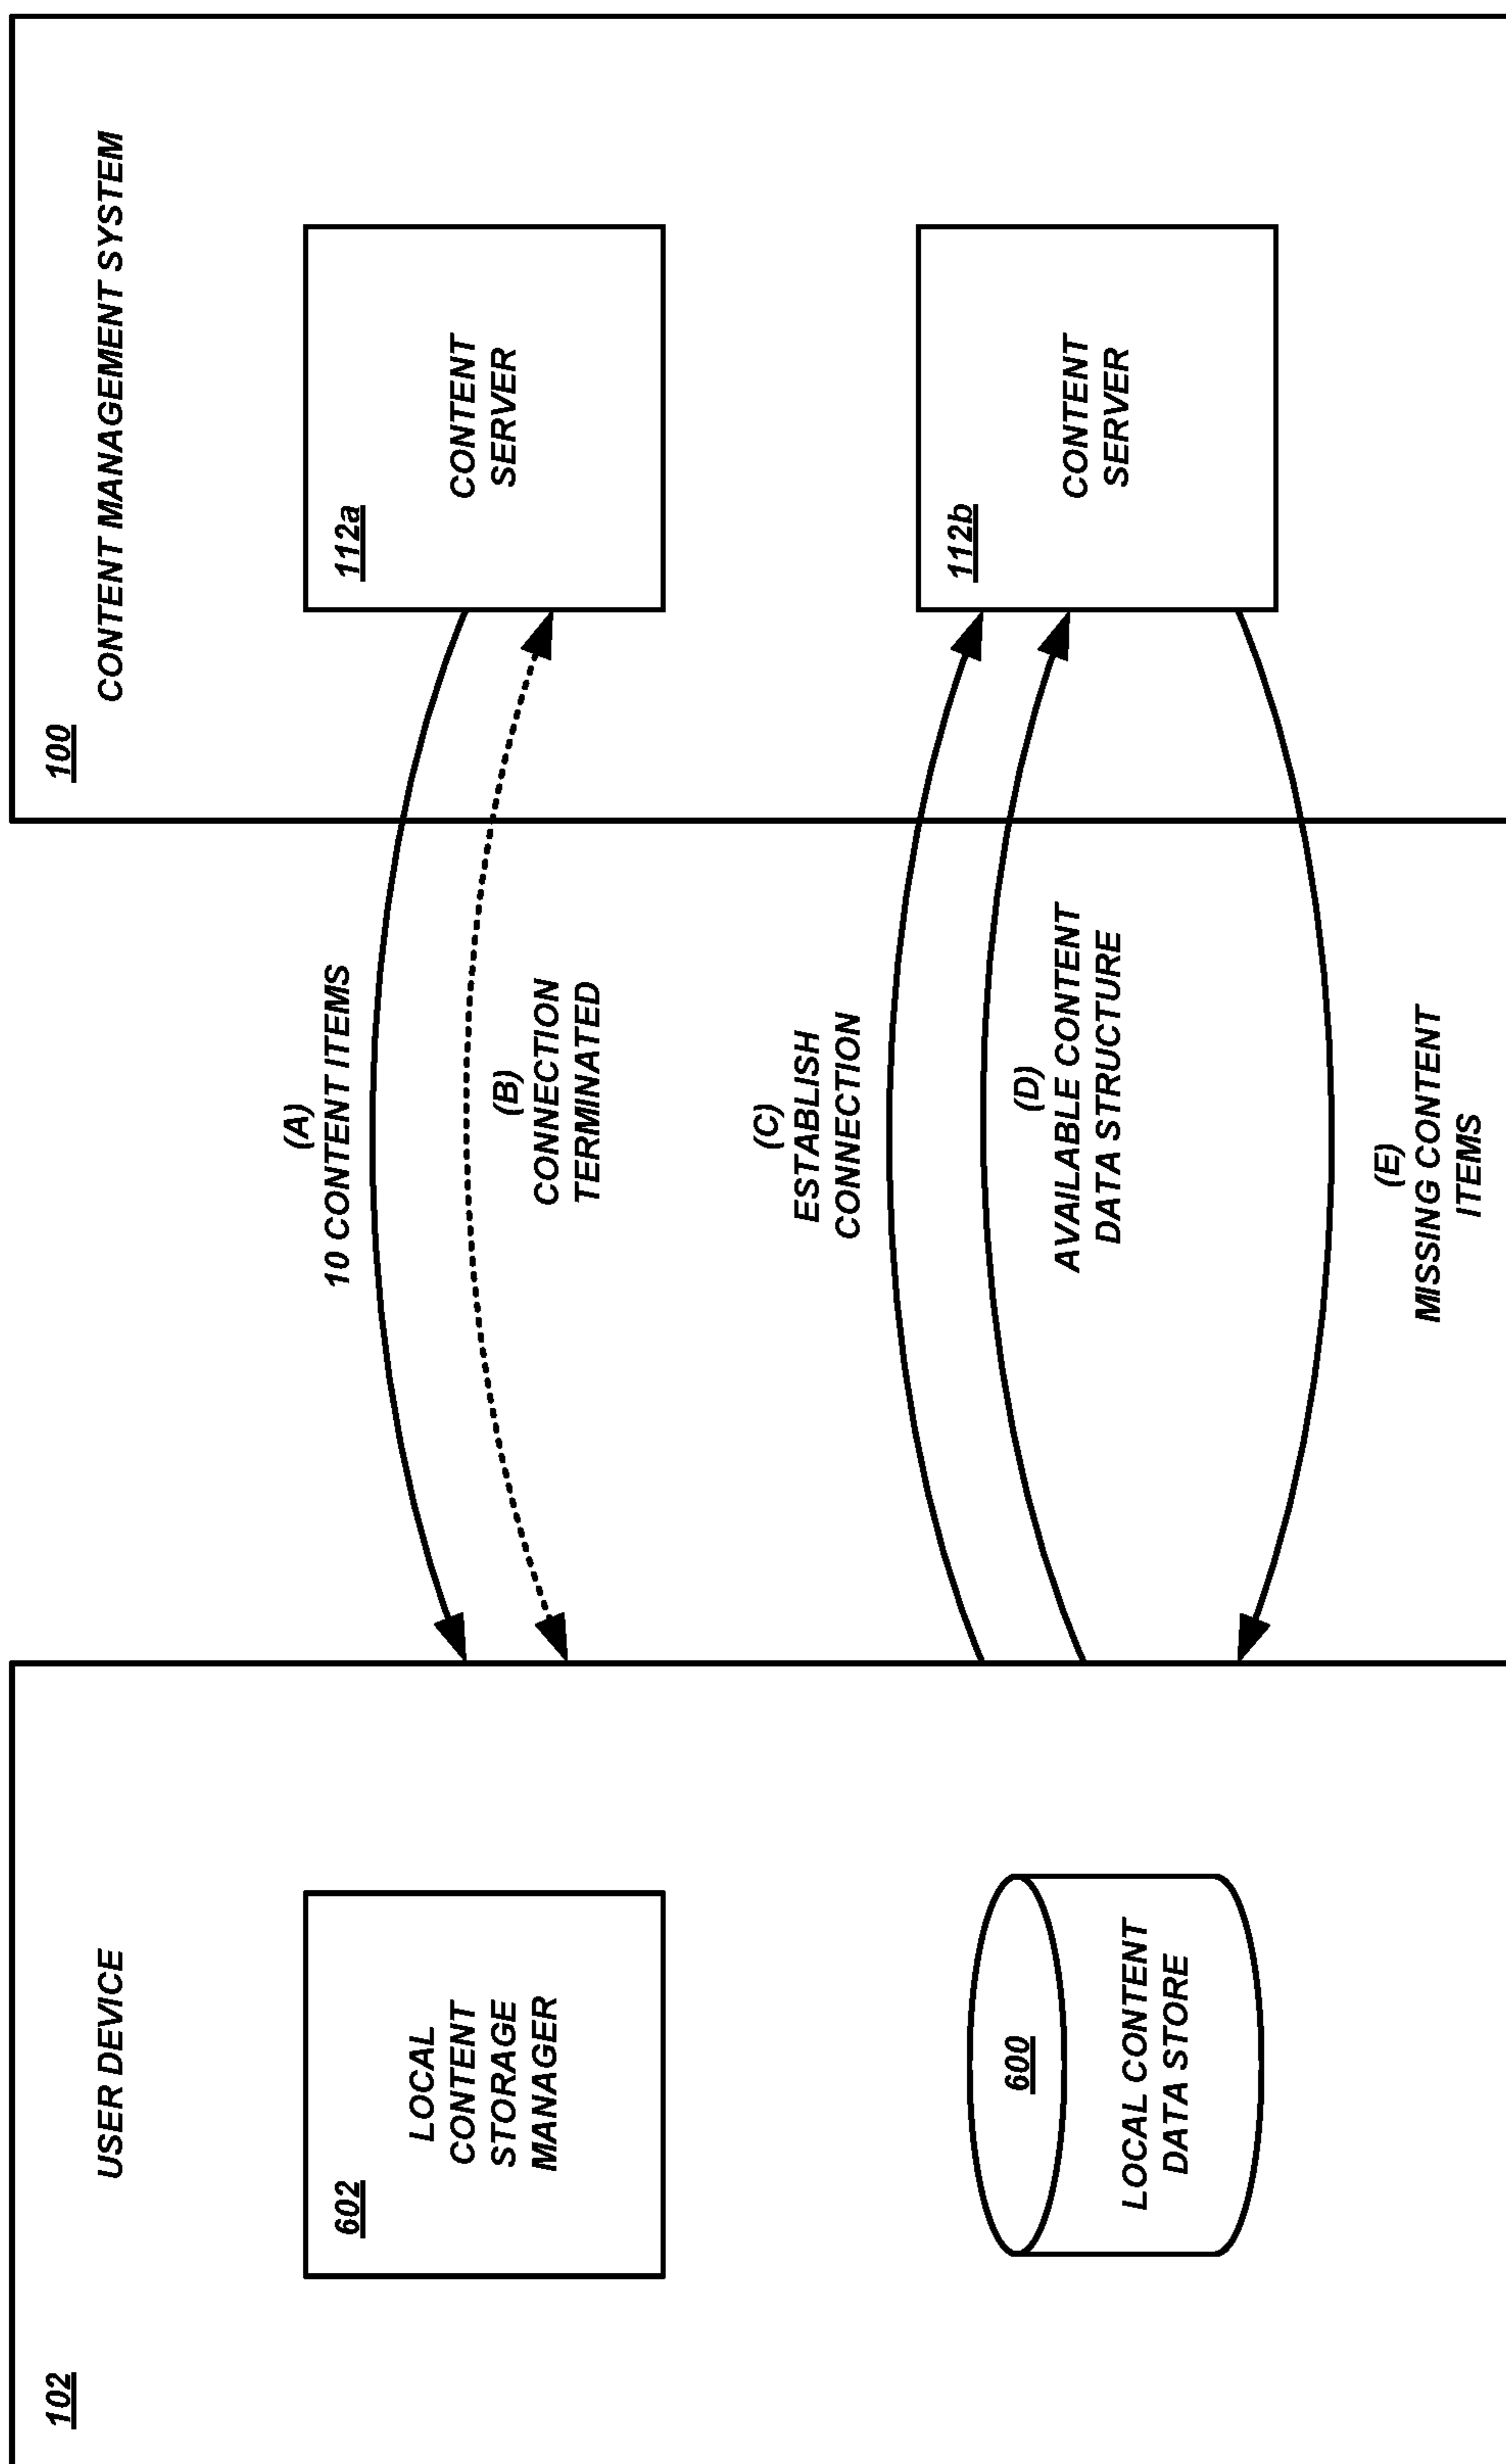 102
USER DEVICE
602
LOCAL
CONTENT
STORAGE
MANAGER
600
LOCAL CONTENT
DATA STORE
(A)
10 CONTENT ITEMS
(B)
CONNECTION
TERMINATED
(C)
ESTABLISH
CONNECTION
(D)
AVAILABLE CONTENT
DATA STRUCTURE
(E)
MISSING CONTENT
ITEMS
100
CONTENT MANAGEMENT SYSTEM
112a
CONTENT
SERVER
112b
CONTENT
SERVER